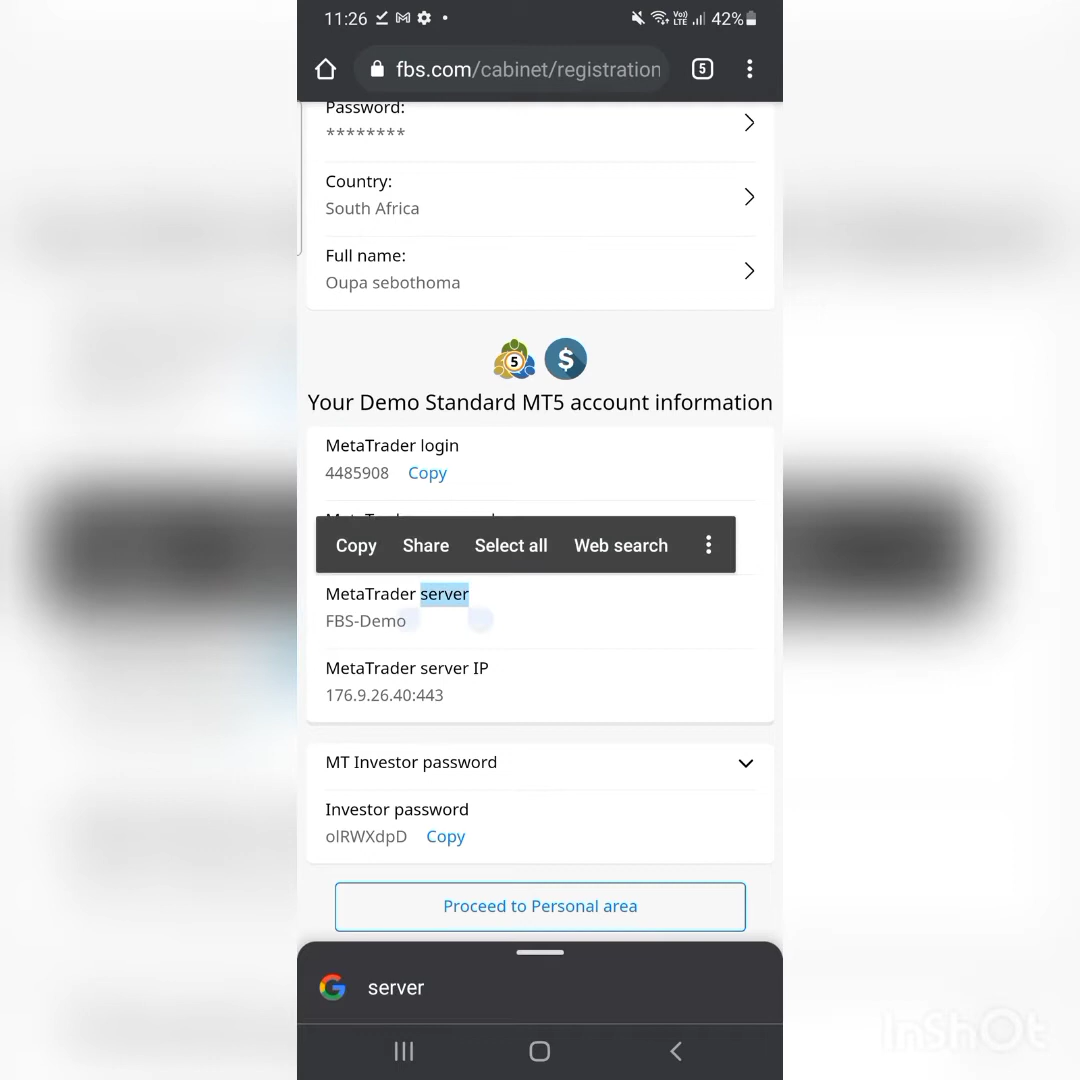 11:26
Vo)) LTE 42%
fbs.com/cabinet/registration 5
Password:
********
Country:
South Africa
Full name:
Oupa sebothoma
5 $
Your Demo Standard MT5 account information
MetaTrader login
4485908 Copy
Copy Share Select all Web search
MetaTrader server
FBS-Demo
MetaTrader server IP
176.9.26.40:443
MT Investor password
Investor password
olRWXdpD Copy
Proceed to Personal area
server
InShOt